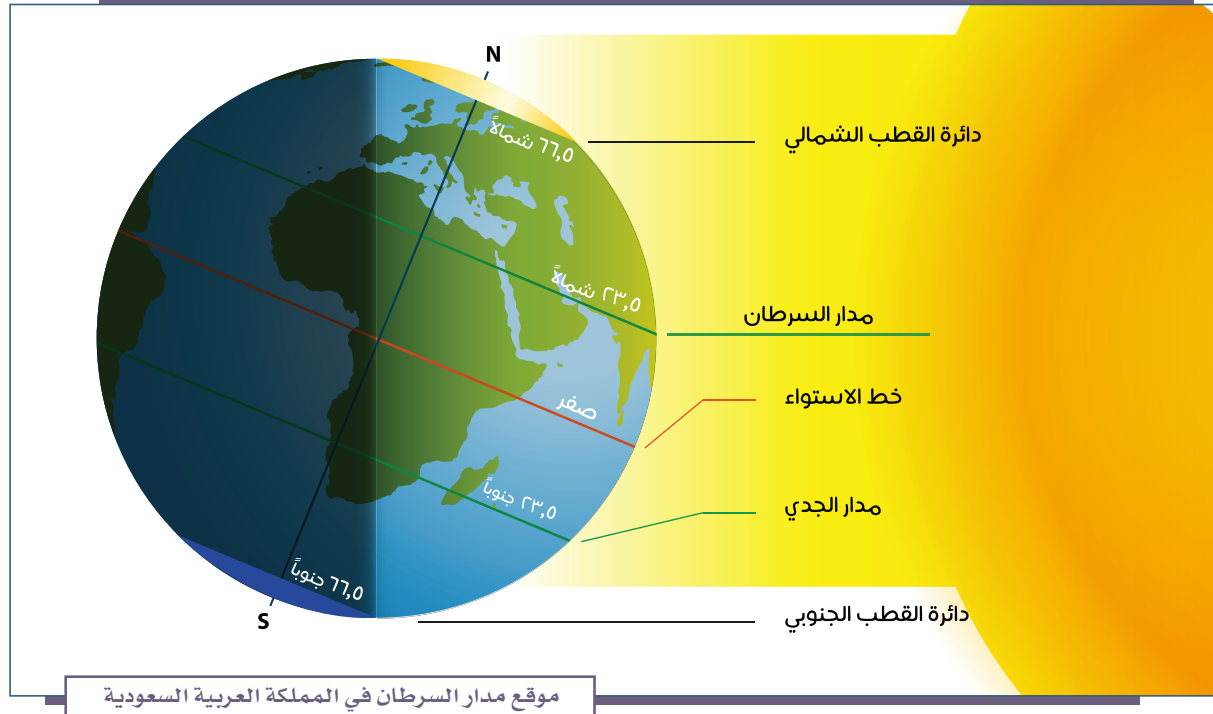 N
٦٦,٥ شمالاً
دائرة القطب الشمالي
٢٣,٥ شمالاً
مدار السرطان
خط الاستواء
صفر
٢٣,٥ جنوباً
مدار الجدي
٦٦,٥ جنوباً
دائرة القطب الجنوبي
S
موقع مدار السرطان في المملكة العربية السعودية